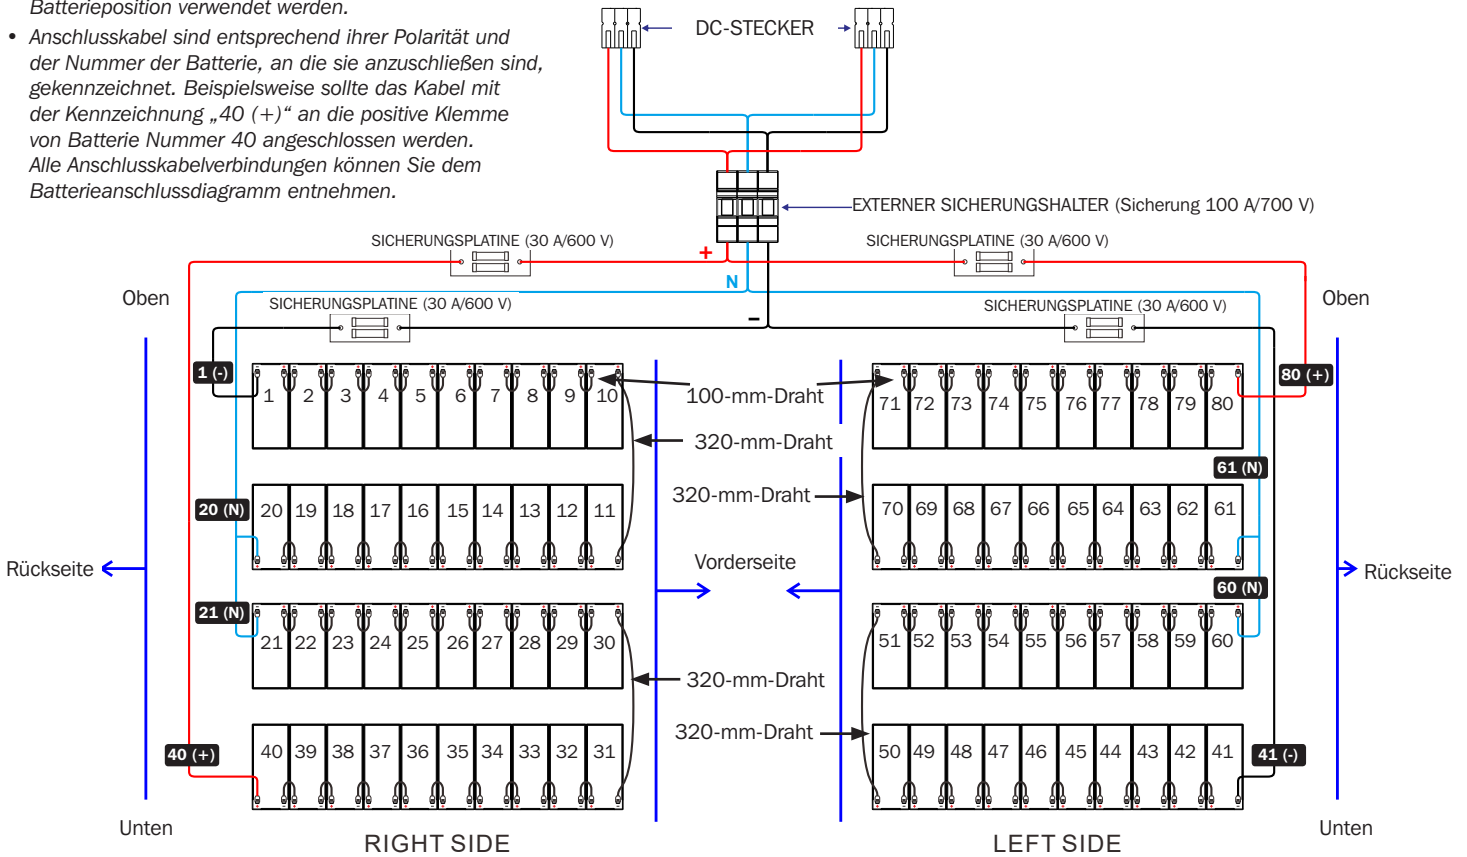 Batterieposition verwendet werden.
• Anschlusskabel sind entsprechend ihrer Polarität und
der Nummer der Batterie, an die sie anzuschließen sind,
gekennzeichnet. Beispielsweise sollte das Kabel mit
der Kennzeichnung „40 (+)“ an die positive Klemme
von Batterie Nummer 40 angeschlossen werden.
Alle Anschlusskabelverbindungen können Sie dem
Batterieanschlussdiagramm entnehmen.
DC-STECKER
EXTERNER SICHERUNGSHALTER (Sicherung 100 A/700 V)
SICHERUNGSPLATINE (30 A/600 V)
SICHERUNGSPLATINE (30 A/600 V)
+
N
–
Oben
SICHERUNGSPLATINE (30 A/600 V)
SICHERUNGSPLATINE (30 A/600 V)
Oben
1 (-)
80 (+)
1 2 3 4 5 6 7 8 9 10
100-mm-Draht
71 72 73 74 75 76 77 78 79 80
320-mm-Draht
61 (N)
320-mm-Draht
20 (N)
20 19 18 17 16 15 14 13 12 11
70 69 68 67 66 65 64 63 62 61
Rückseite
Vorderseite
Rückseite
60 (N)
21 (N)
21 22 23 24 25 26 27 28 29 30
51 52 53 54 55 56 57 58 59 60
320-mm-Draht
320-mm-Draht
40 (+)
40 39 38 37 36 35 34 33 32 31
50 49 48 47 46 45 44 43 42 41
41 (-)
Unten
Unten
RIGHT SIDE
LEFT SIDE